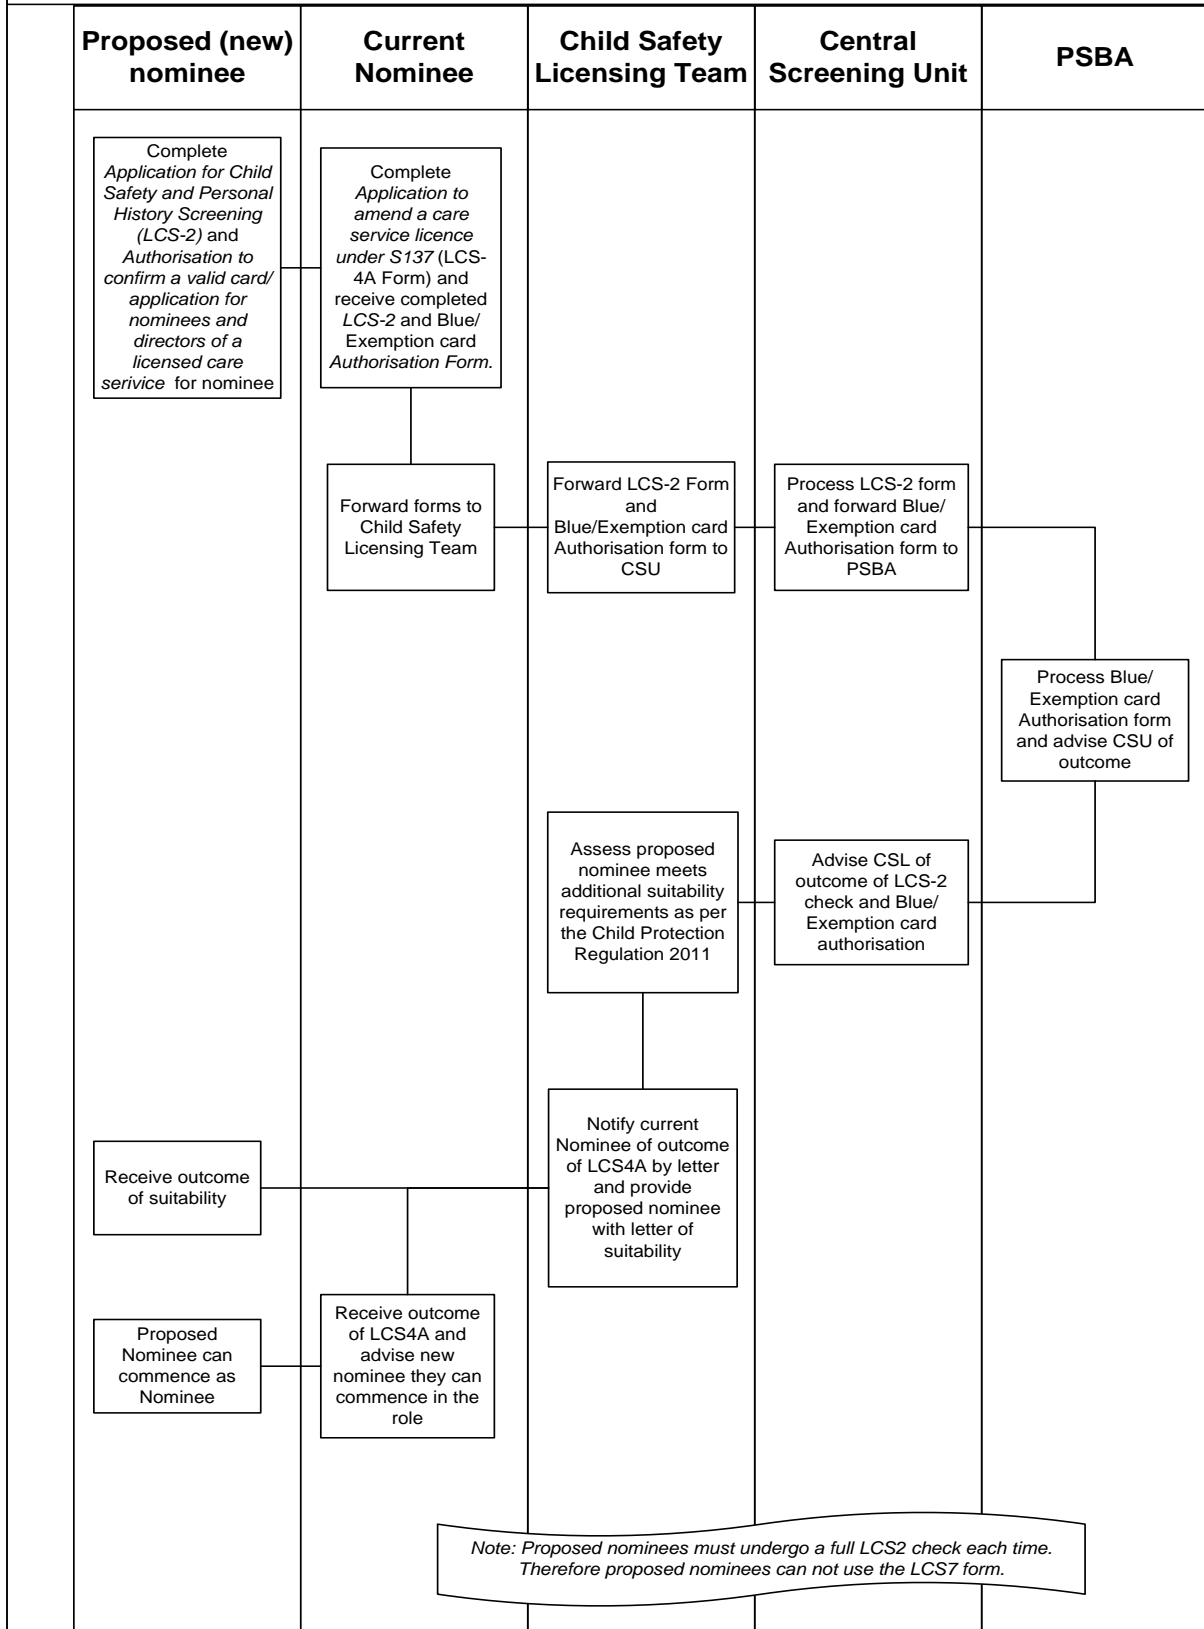 Proposed (new)
nominee
Current
Nominee
Child Safety
Licensing Team
Central
Screening Unit
PSBA
Complete
Application for Child
Safety and Personal
History Screening
(LCS-2) and
Authorisation to
confirm a valid card/
application for
nominees and
directors of a
licensed care
serivice for nominee
Complete
Application to
amend a care
service licence
under S137 (LCS-
4A Form) and
receive completed
LCS-2 and Blue/
Exemption card
Authorisation Form.
Forward forms to
Child Safety
Licensing Team
Forward LCS-2 Form
and
Blue/Exemption card
Authorisation form to
CSU
Process LCS-2 form
and forward Blue/
Exemption card
Authorisation form to
PSBA
Process Blue/
Exemption card
Authorisation form
and advise CSU of
outcome
Assess proposed
nominee meets
additional suitability
requirements as per
the Child Protection
Regulation 2011
Advise CSL of
outcome of LCS-2
check and Blue/
Exemption card
authorisation
Notify current
Nominee of outcome
of LCS4A by letter
and provide
proposed nominee
with letter of
suitability
Receive outcome
of suitability
Receive outcome
of LCS4A and
advise new
nominee they can
commence in the
role
Proposed
Nominee can
commence as
Nominee
Note: Proposed nominees must undergo a full LCS2 check each time.
Therefore proposed nominees can not use the LCS7 form.